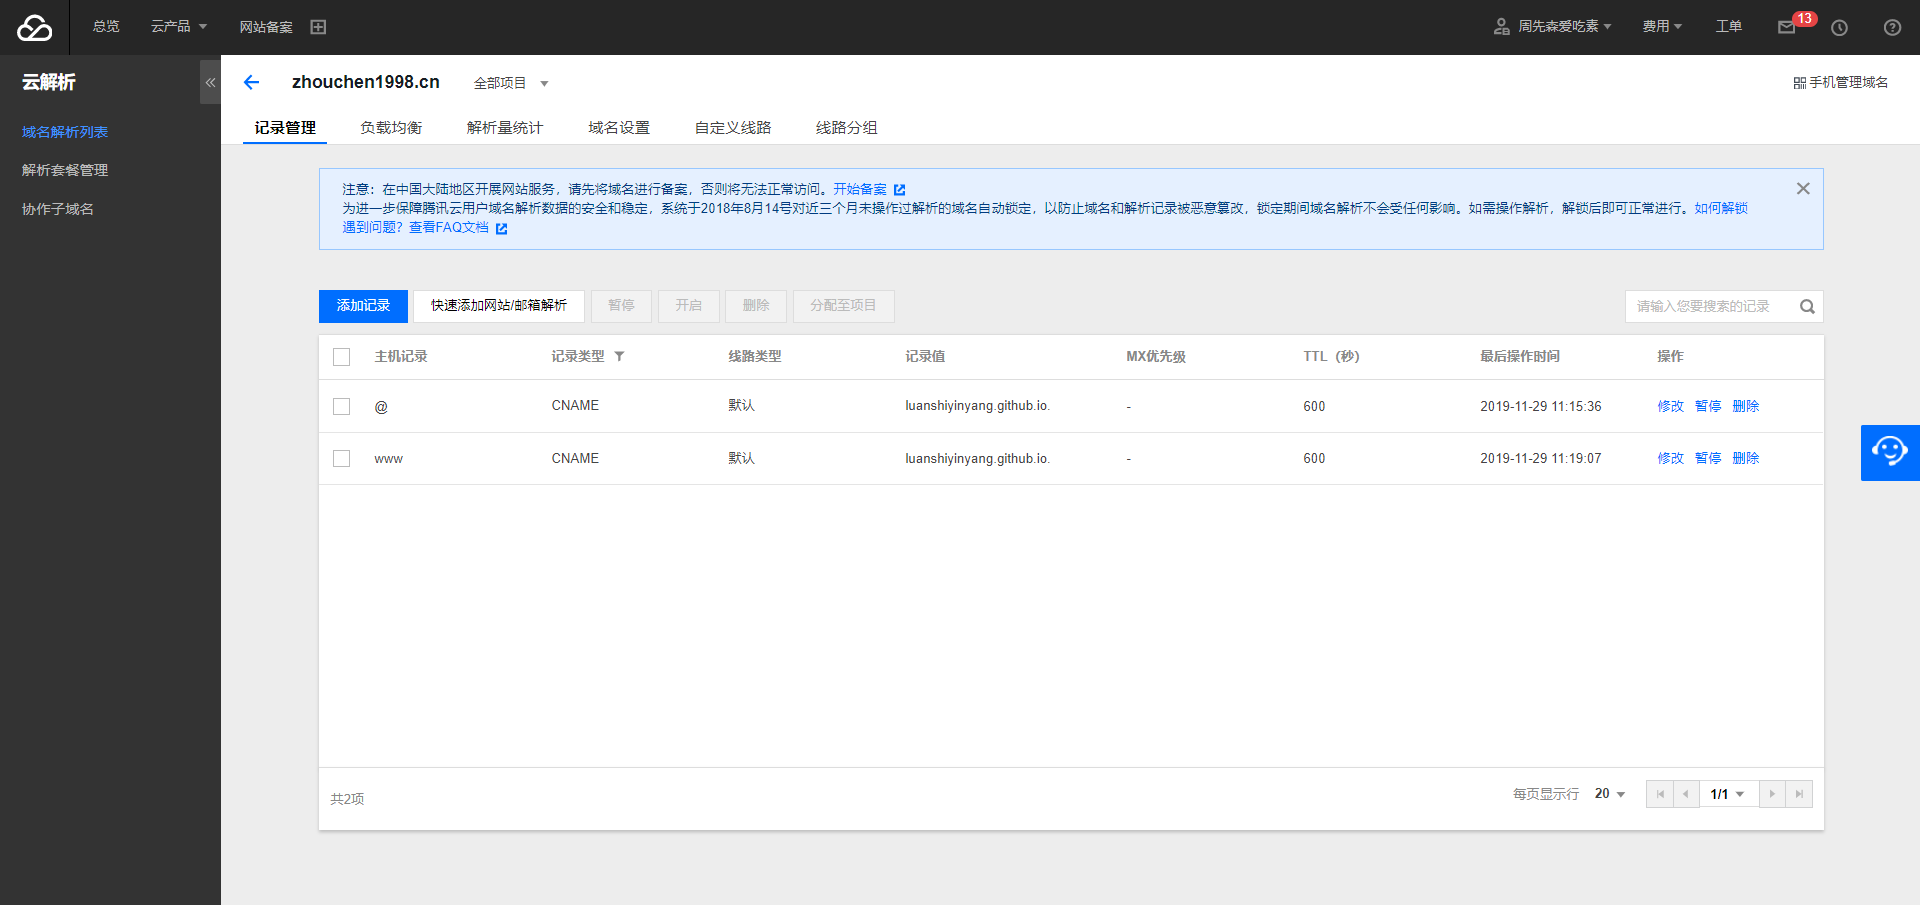 总览 云产品 网站备案 周先森爱吃素 费用 工单 13
云解析
域名解析列表
解析套餐管理
协作子域名
zhouchen1998.cn 全部项目 手机管理域名
记录管理 负载均衡 解析量统计 域名设置 自定义线路 线路分组
注意：在中国大陆地区开展网站服务，请先将域名进行备案，否则将无法正常访问。开始备案
为进一步保障腾讯云用户域名解析数据的安全和稳定，系统于2018年8月14号对近三个月未操作过解析的域名自动锁定，以防止域名和解析记录被恶意篡改，锁定期间域名解析不会受任何影响。如需操作解析，解锁后即可正常进行。如何解锁
遇到问题？查看FAQ文档
添加记录 快速添加网站/邮箱解析 暂停 开启 删除 分配至项目 请输入您要搜索的记录
主机记录 记录类型 线路类型 记录值 MX优先级 TTL（秒） 最后操作时间 操作
@ CNAME 默认 luanshiyinyang.github.io. - 600 2019-11-29 11:15:36 修改 暂停 删除
www CNAME 默认 luanshiyinyang.github.io. - 600 2019-11-29 11:19:07 修改 暂停 删除
共2项 每页显示行 20 1/1